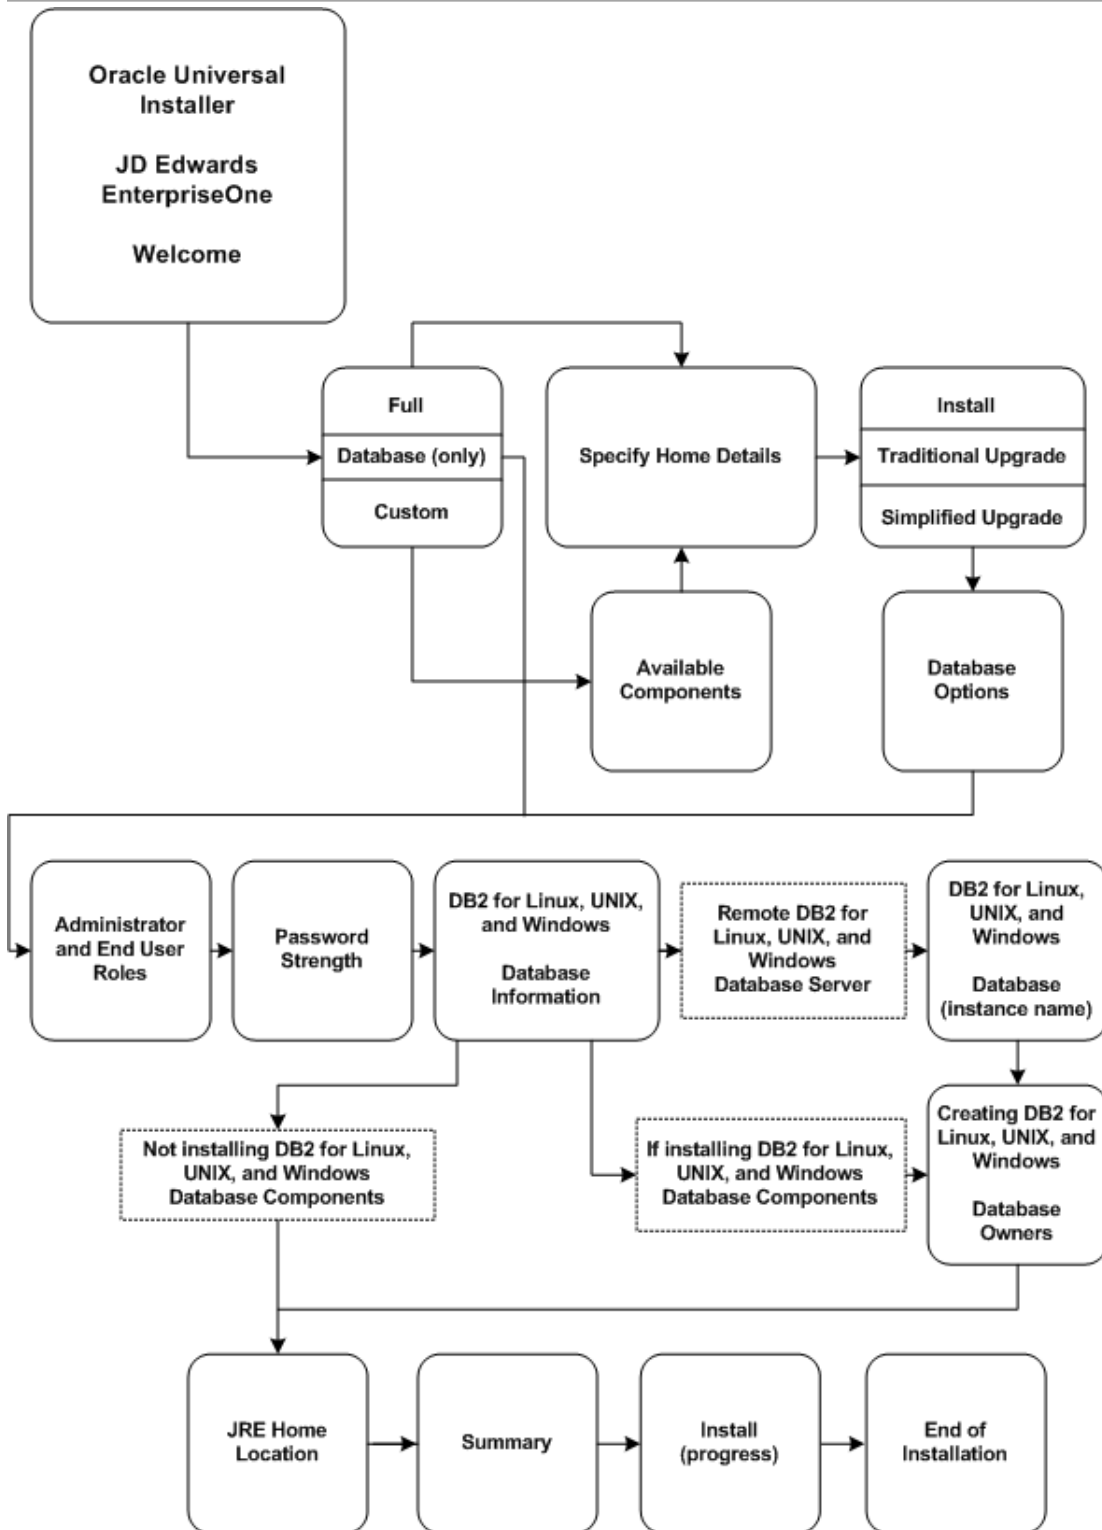 Oracle Universal
Installer
JD Edwards
EnterpriseOne
Welcome
Full
Database (only)
Custom
Specify Home Details
Install
Traditional Upgrade
Simplified Upgrade
Available
Components
Database
Options
Administrator
and End User
Roles
Password
Strength
DB2 for Linux, UNIX,
and Windows
Database
Information
Remote DB2 for
Linux, UNIX, and
Windows
Database Server
DB2 for Linux,
UNIX, and
Windows
Database
(instance name)
Not installing DB2 for Linux,
UNIX, and Windows
Database Components
If installing DB2 for Linux,
UNIX, and Windows
Database Components
Creating DB2 for
Linux, UNIX, and
Windows
Database
Owners
JRE Home
Location
Summary
Install
(progress)
End of
Installation